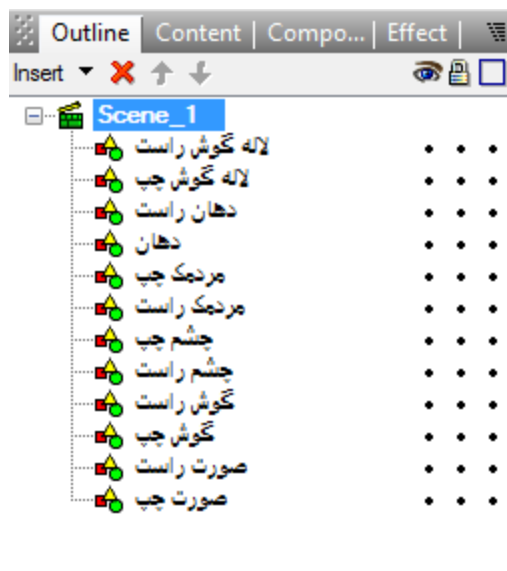 Outline Content Compo... Effect
Insert
Scene_1
لاله گوش راست
لاله گوش چپ
دهان راست
دهان
مردمک چپ
مردمک راست
چشم چپ
چشم راست
گوش راست
گوش چپ
صورت راست
صورت چپ